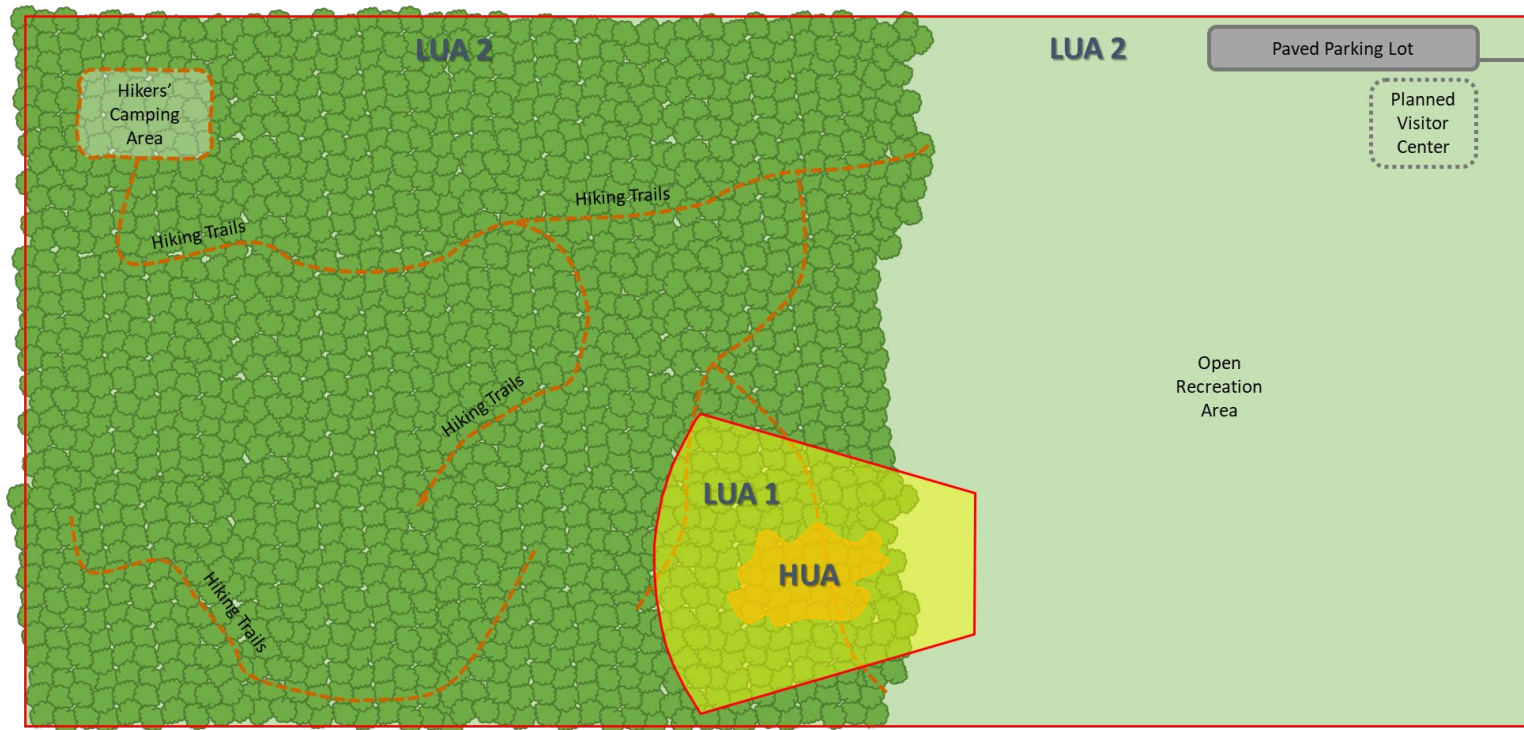 LUA 2
LUA 2
Paved Parking Lot
Hikers’
Camping
Area
Planned
Visitor
Center
Hiking Trails
Hiking Trails
Open
Recreation
Area
Hiking Trails
LUA 1
HUA
Hiking Trails